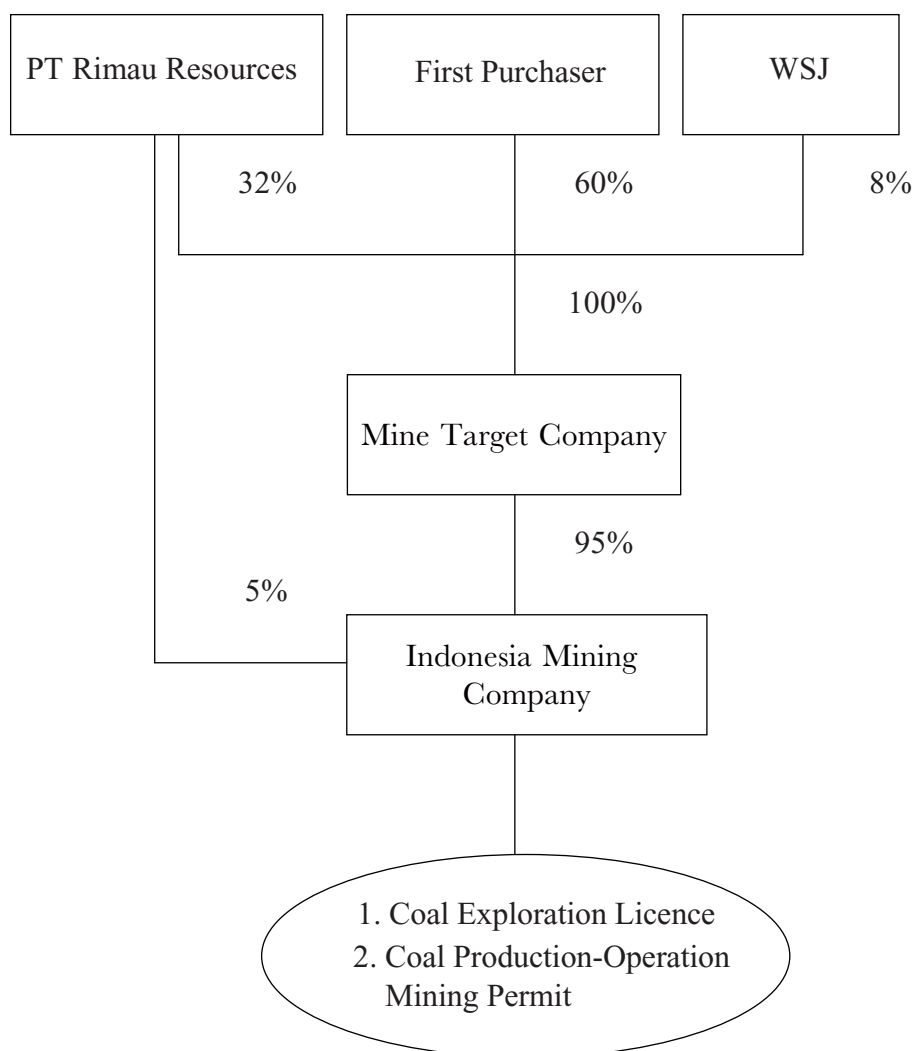 PT Rimau Resources
First Purchaser
WSJ
32%
60%
8%
100%
Mine Target Company
95%
5%
Indonesia Mining
Company
1. Coal Exploration Licence
2. Coal Production-Operation
Mining Permit